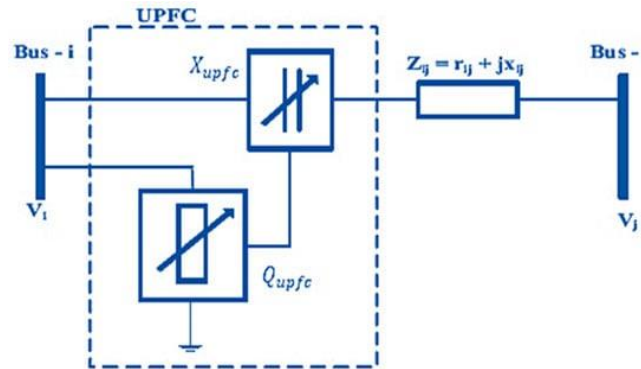 UPFC
Bus - i
X_upfc
Z_ij = r_ij + jx_ij
Bus -
V_i
V_j
Q_upfc